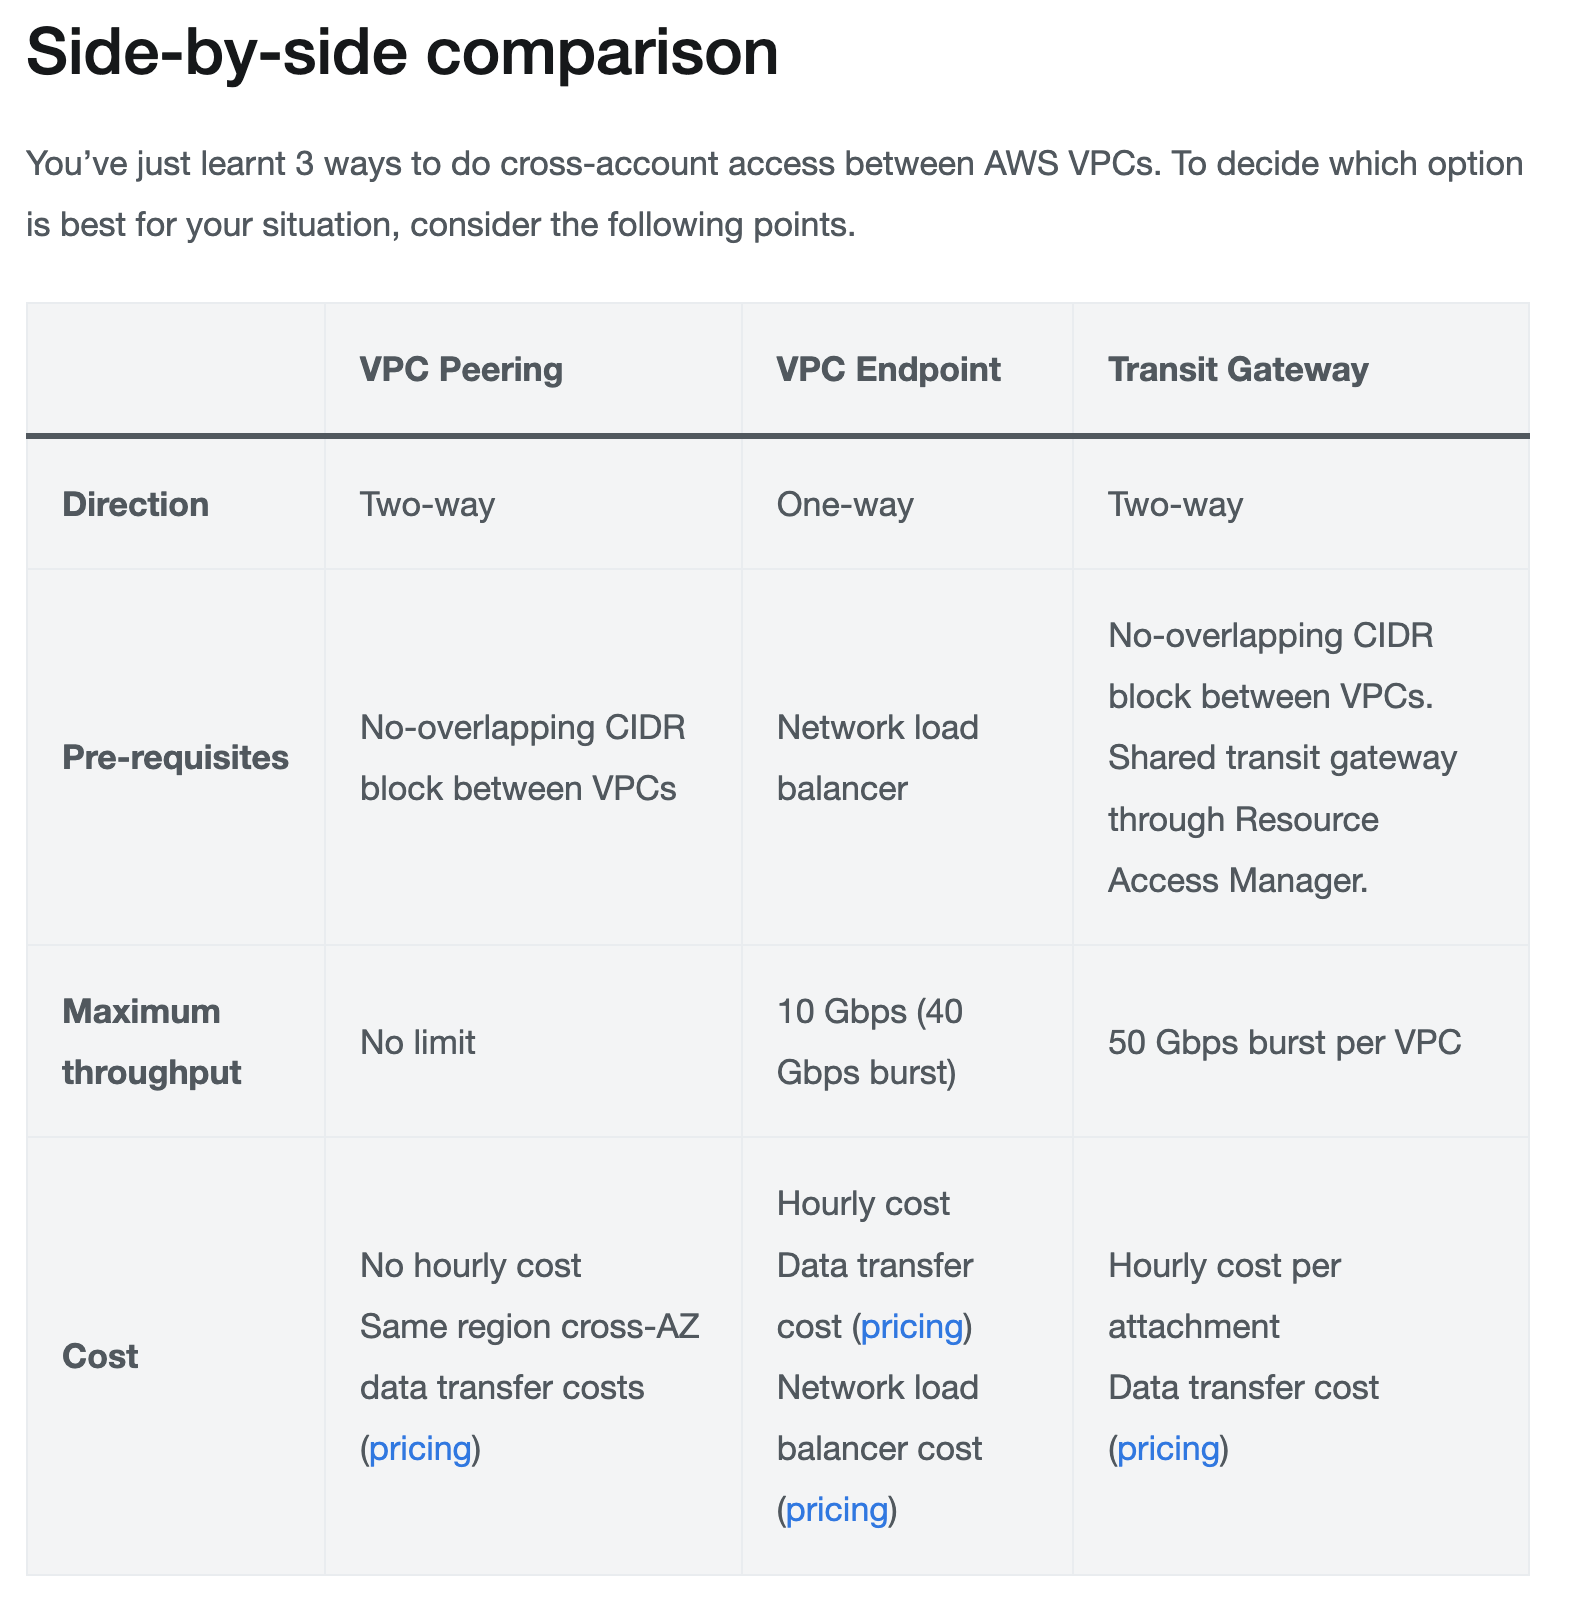 Side-by-side comparison
You’ve just learnt 3 ways to do cross-account access between AWS VPCs. To decide which option
is best for your situation, consider the following points.
VPC Peering
VPC Endpoint
Transit Gateway
Direction
Two-way
One-way
Two-way
Pre-requisites
No-overlapping CIDR
block between VPCs
Network load
balancer
No-overlapping CIDR
block between VPCs.
Shared transit gateway
through Resource
Access Manager.
Maximum
throughput
No limit
10 Gbps (40
Gbps burst)
50 Gbps burst per VPC
Cost
No hourly cost
Same region cross-AZ
data transfer costs
(pricing)
Hourly cost
Data transfer
cost (pricing)
Network load
balancer cost
(pricing)
Hourly cost per
attachment
Data transfer cost
(pricing)